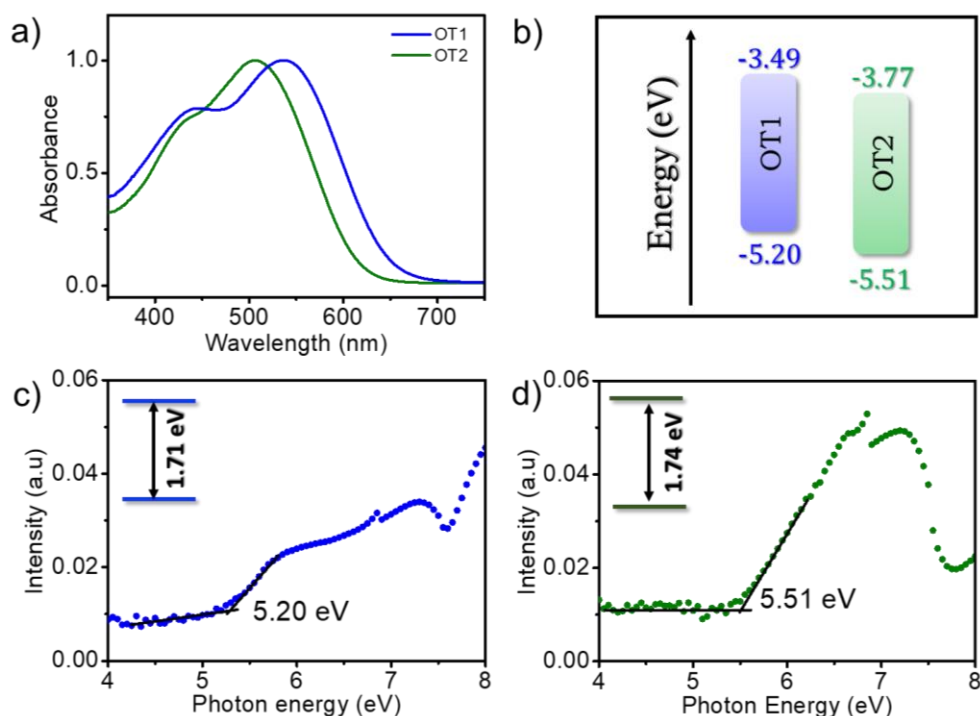 a)
OT1
OT2
1.0
0.5
0.0
Absorbance
400 500 600 700
Wavelength (nm)
b)
Energy (eV)
-3.49
OT1
-5.20
-3.77
OT2
-5.51
c)
0.06
0.04
0.02
0.00
Intensity (a.u)
1.71 eV
5.20 eV
4 5 6 7 8
Photon energy (eV)
d)
0.06
0.04
0.02
0.00
Intensity (a.u)
1.74 eV
5.51 eV
4 5 6 7 8
Photon Energy (eV)